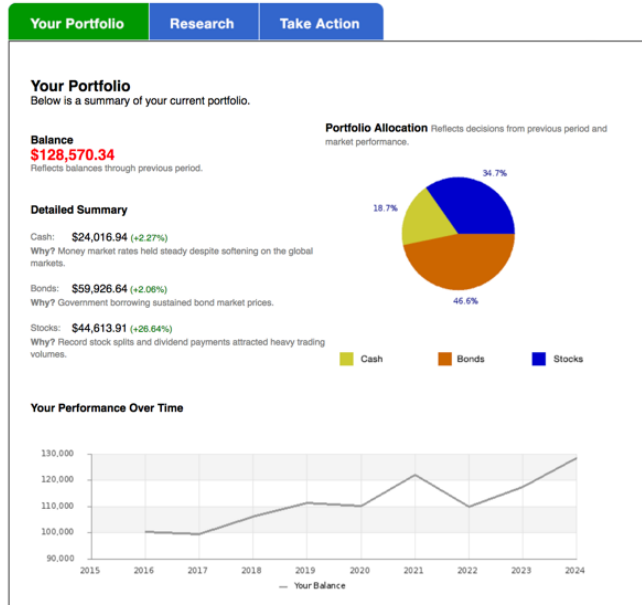 Your Portfolio
Research
Take Action
Your Portfolio
Below is a summary of your current portfolio.
Balance
$128,570.34
Reflects balances through previous period.
Detailed Summary
Cash: $24,016.94 (+2.27%)
Why? Money market rates held steady despite softening on the global
markets.
Bonds: $59,926.64 (+2.06%)
Why? Government borrowing sustained bond market prices.
Stocks: $44,613.91 (+26.64%)
Why? Record stock splits and dividend payments attracted heavy trading
volumes.
Portfolio Allocation Reflects decisions from previous period and
market performance.
34.7%
18.7%
46.6%
Cash
Bonds
Stocks
Your Performance Over Time
130,000
120,000
110,000
100,000
90,000
2015 2016 2017 2018 2019 2020 2021 2022 2023 2024
Your Balance